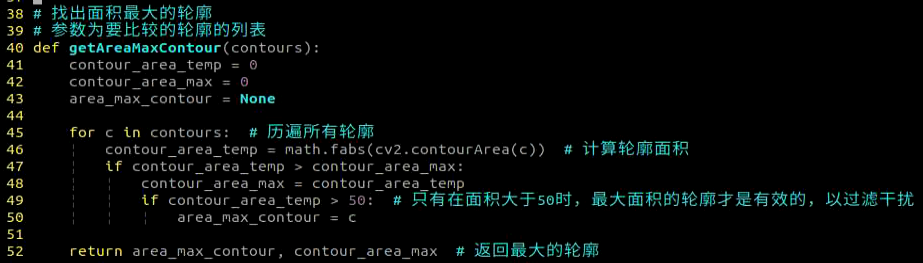 38 # 找出面积最大的轮廓
39 # 参数为要比较的轮廓的列表
40 def getAreaMaxContour(contours):
41     contour_area_temp = 0
42     contour_area_max = 0
43     area_max_contour = None
44
45     for c in contours:  # 历遍所有轮廓
46         contour_area_temp = math.fabs(cv2.contourArea(c))  # 计算轮廓面积
47         if contour_area_temp > contour_area_max:
48             contour_area_max = contour_area_temp
49             if contour_area_temp > 50:  # 只有在面积大于50时，最大面积的轮廓才是有效的，以过滤干扰
50                 area_max_contour = c
51
52     return area_max_contour, contour_area_max  # 返回最大的轮廓